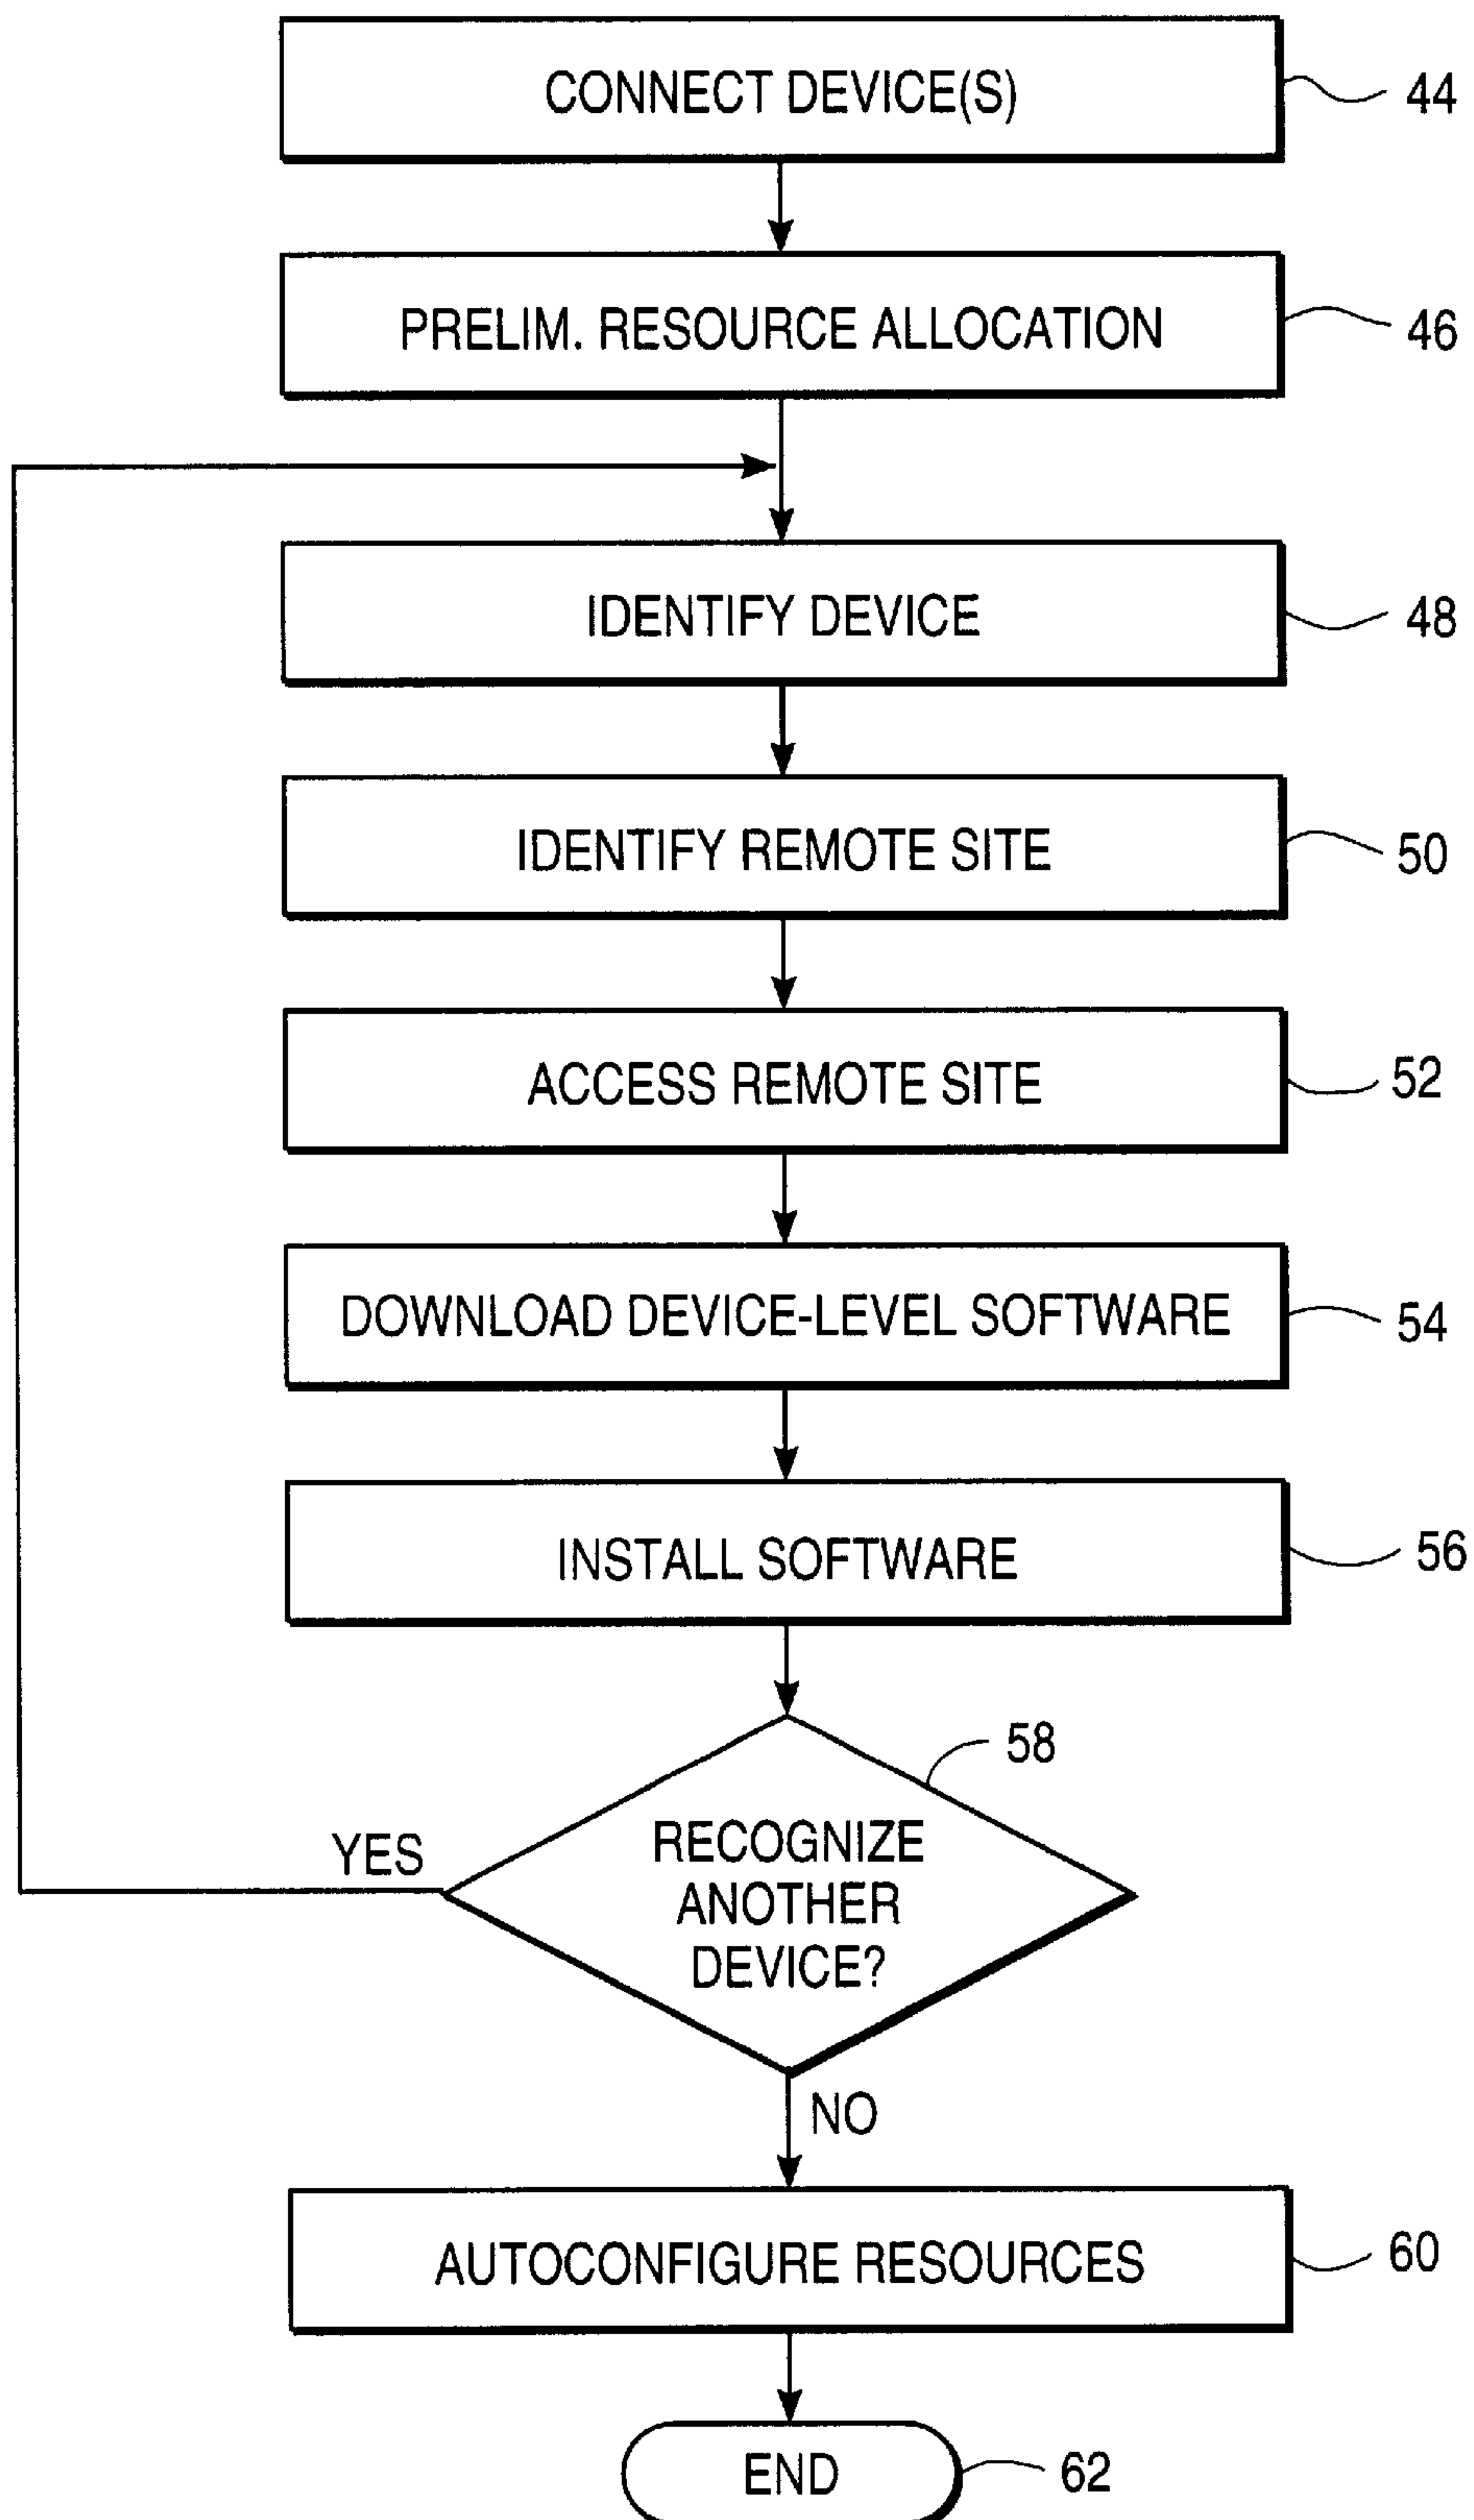 CONNECT DEVICE(S)
44
PRELIM. RESOURCE ALLOCATION
46
IDENTIFY DEVICE
48
IDENTIFY REMOTE SITE
50
ACCESS REMOTE SITE
52
DOWNLOAD DEVICE-LEVEL SOFTWARE
54
INSTALL SOFTWARE
56
58
RECOGNIZE
ANOTHER
DEVICE?
YES
NO
AUTOCONFIGURE RESOURCES
60
END
62